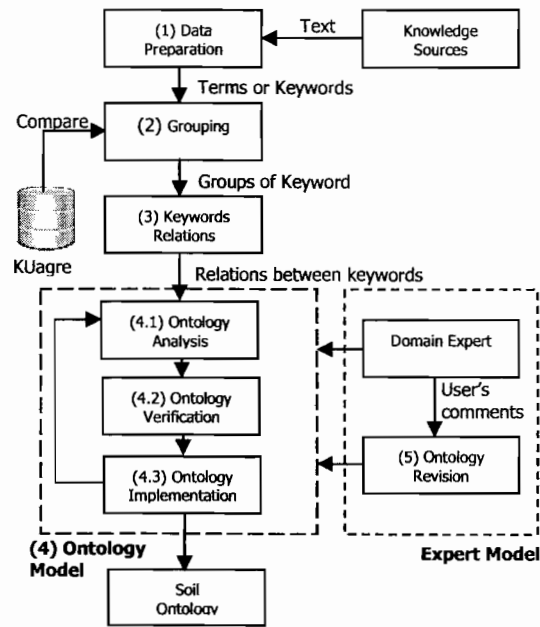 (1) Data
Preparation
Text
Knowledge
Sources
Terms or Keywords
Compare
(2) Grouping
Groups of Keyword
(3) Keywords
Relations
KUagre
Relations between keywords
(4.1) Ontology
Analysis
Domain Expert
(4.2) Ontology
Verification
User's
comments
(4.3) Ontology
Implementation
(5) Ontology
Revision
(4) Ontology
Model
Expert Model
Soil
Ontology